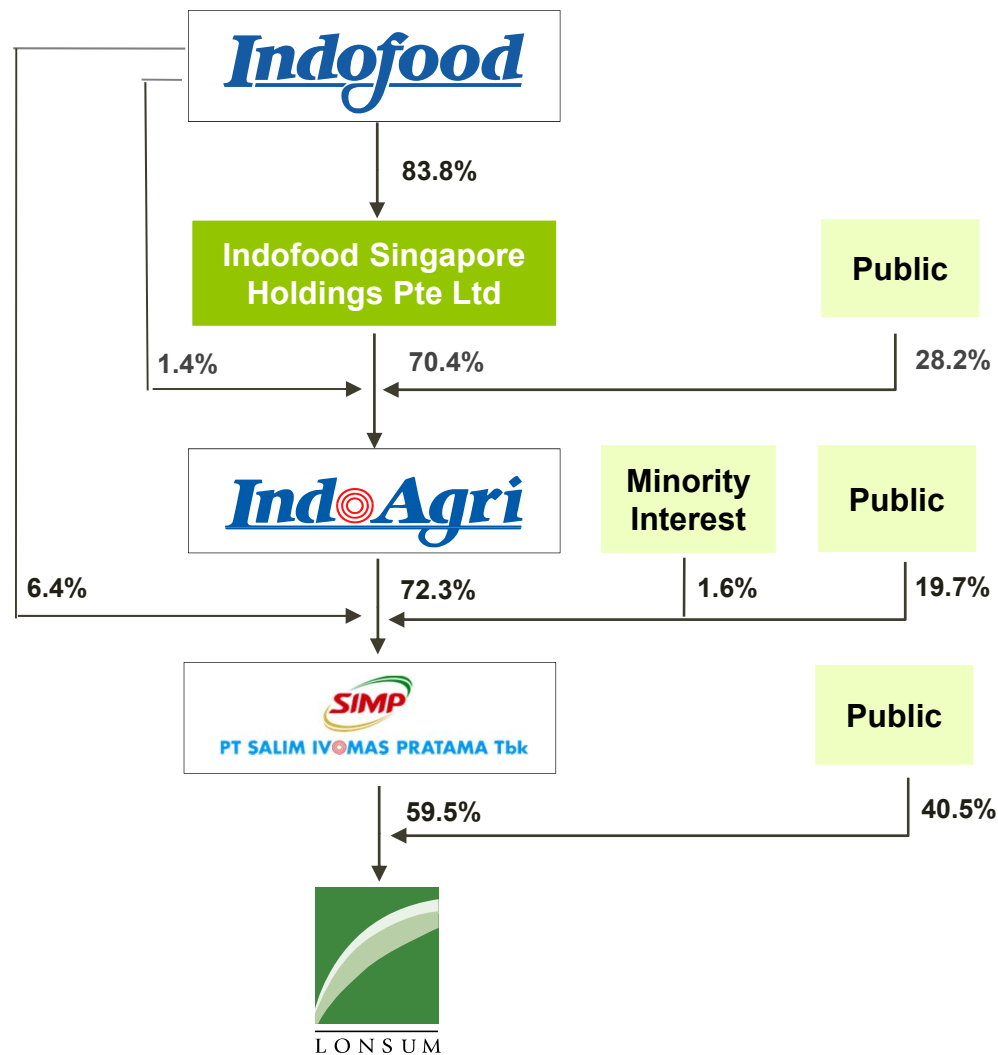 Indofood
83.8%
Indofood Singapore
Holdings Pte Ltd
Public
1.4%
70.4%
28.2%
IndoAgri
Minority
Interest
Public
6.4%
72.3%
1.6%
19.7%
SIMP
PT SALIM IVOMAS PRATAMA Tbk
Public
59.5%
40.5%
LONSUM